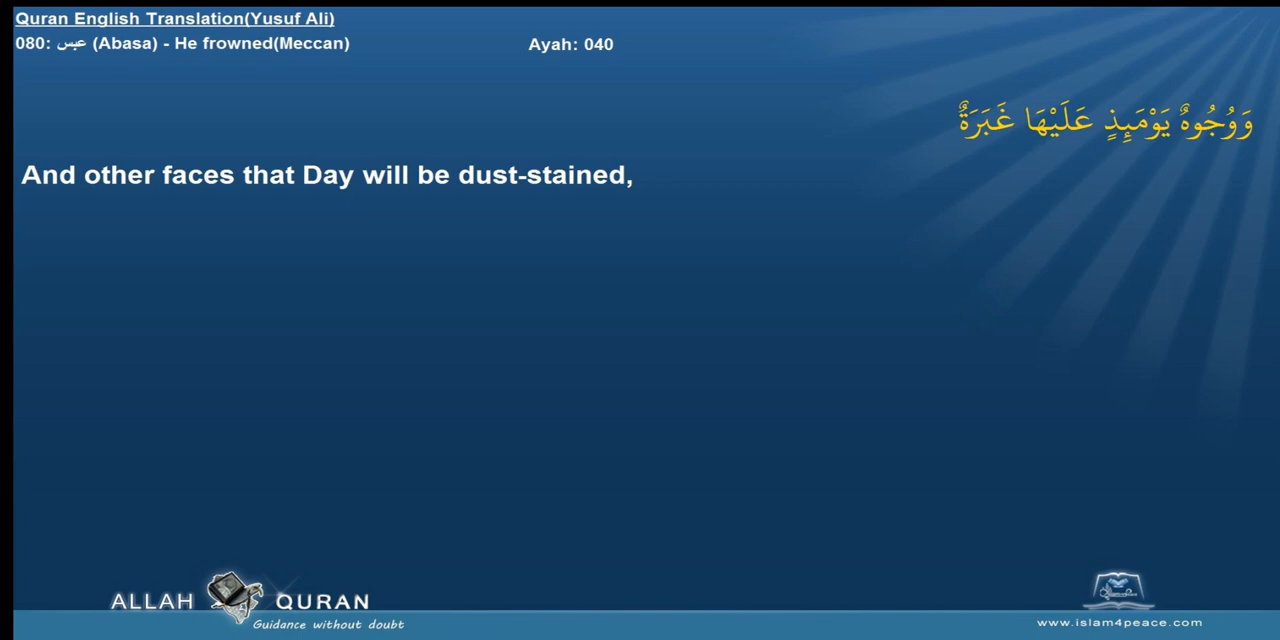 Quran English Translation(Yusuf Ali)
080: عبس (Abasa) - He frowned(Meccan)
Ayah: 040
وَوُجُوهٌ يَوْمَئِذٍ عَلَيْهَا غَبَرَةٌ
And other faces that Day will be dust-stained,
ALLAH QURAN
Guidance without doubt
www.islam4peace.com